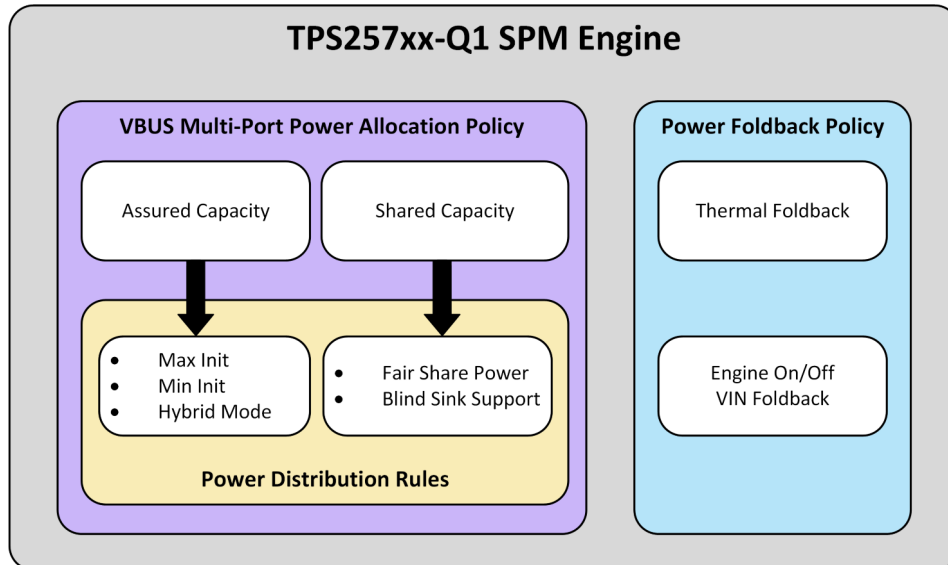 TPS257xx-Q1 SPM Engine
VBUS Multi-Port Power Allocation Policy
Assured Capacity
Shared Capacity
• Max Init
• Min Init
• Hybrid Mode
• Fair Share Power
• Blind Sink Support
Power Distribution Rules
Power Foldback Policy
Thermal Foldback
Engine On/Off
VIN Foldback